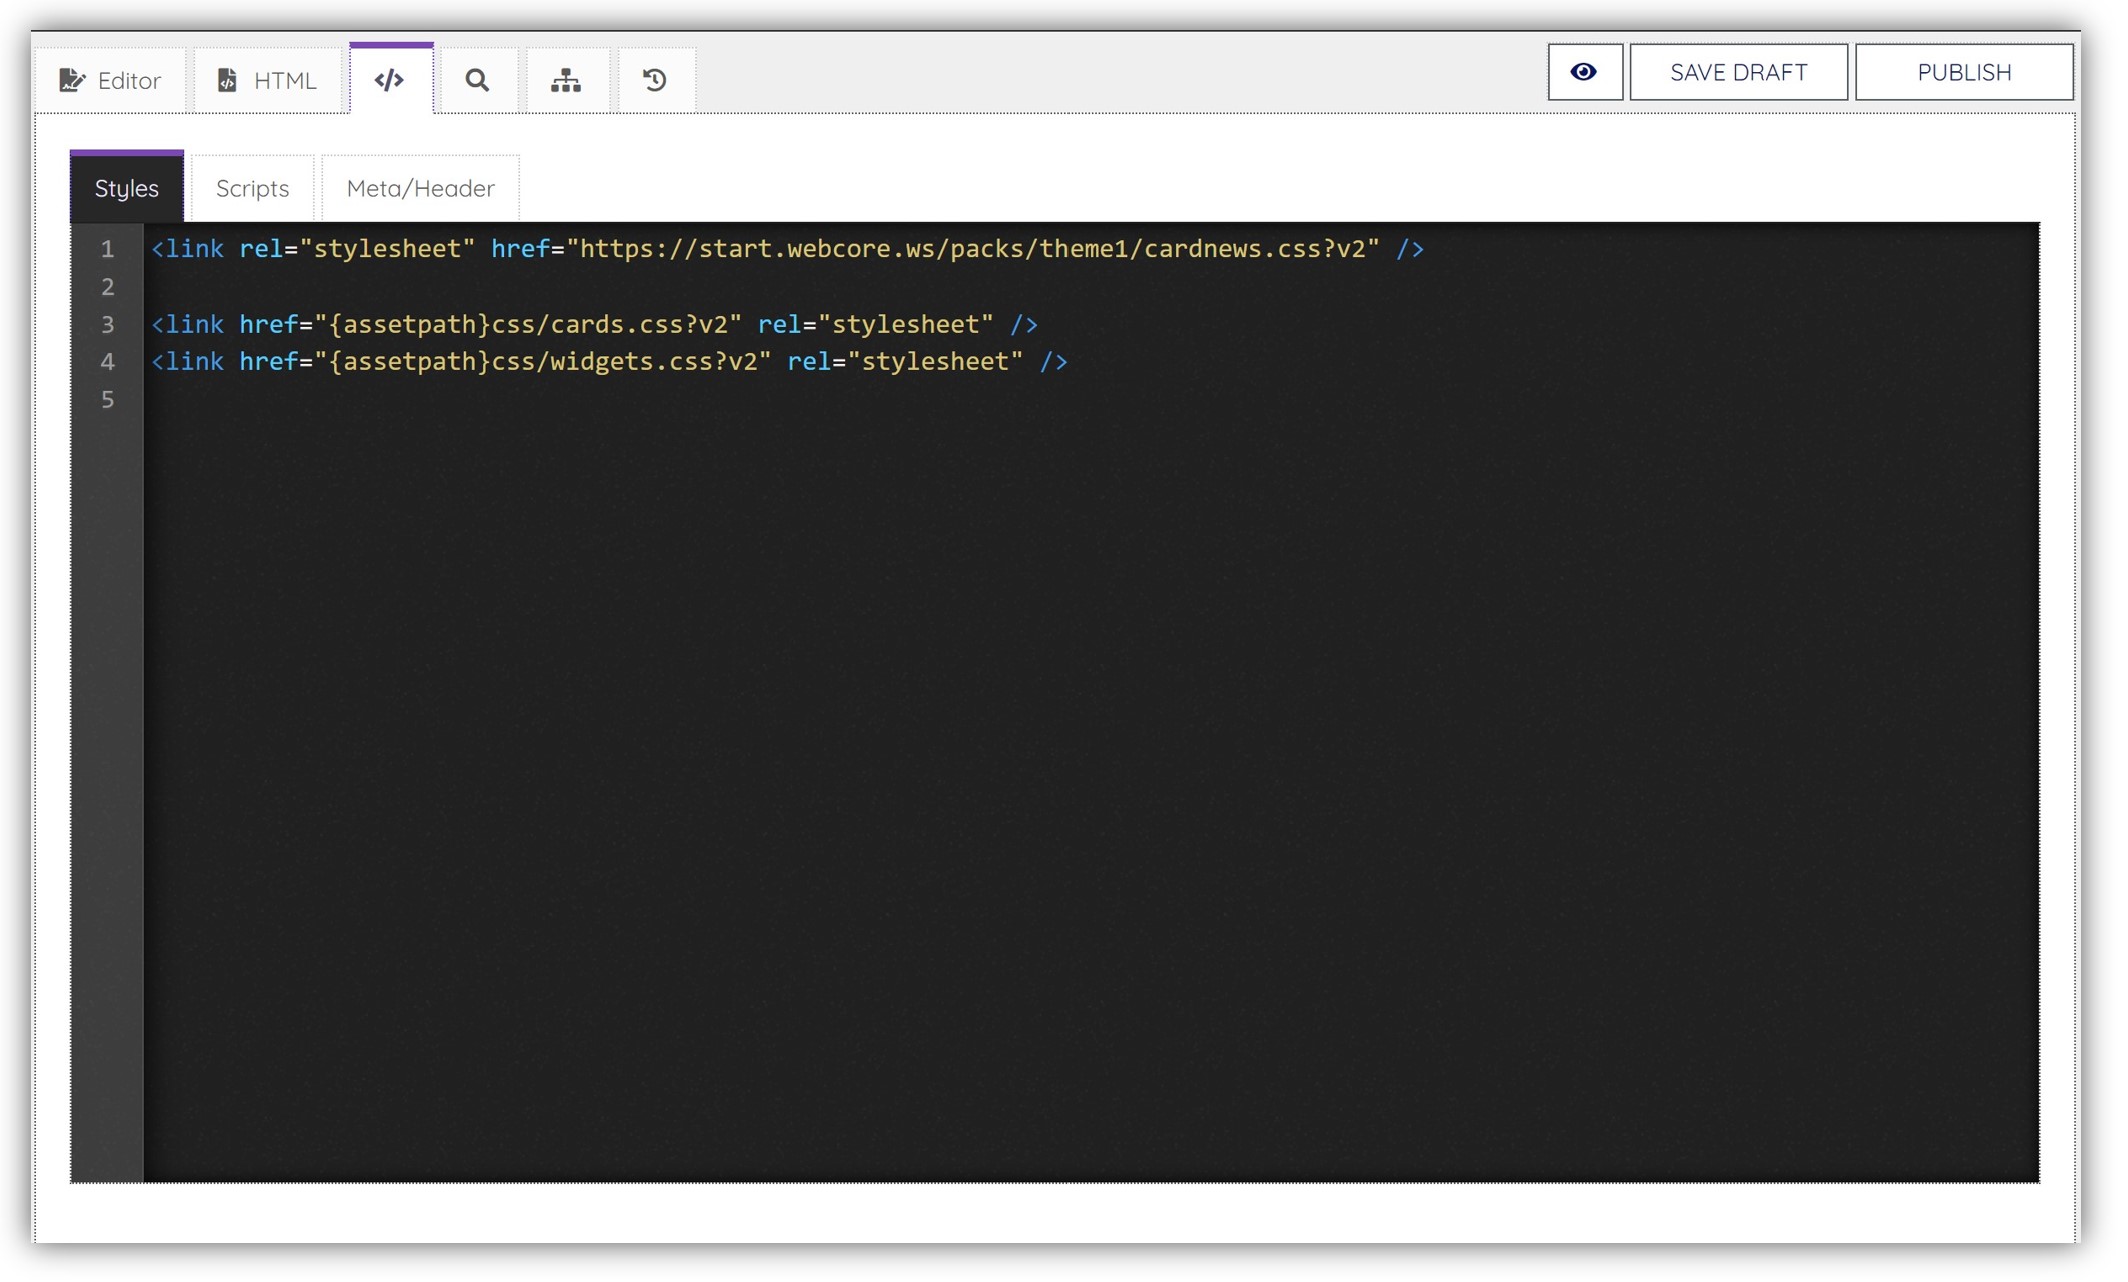 Editor HTML </> SAVE DRAFT PUBLISH
Styles Scripts Meta/Header
1 <link rel="stylesheet" href="https://start.webcore.ws/packs/theme1/cardnews.css?v2" />
2
3 <link href="{assetpath}css/cards.css?v2" rel="stylesheet" />
4 <link href="{assetpath}css/widgets.css?v2" rel="stylesheet" />
5